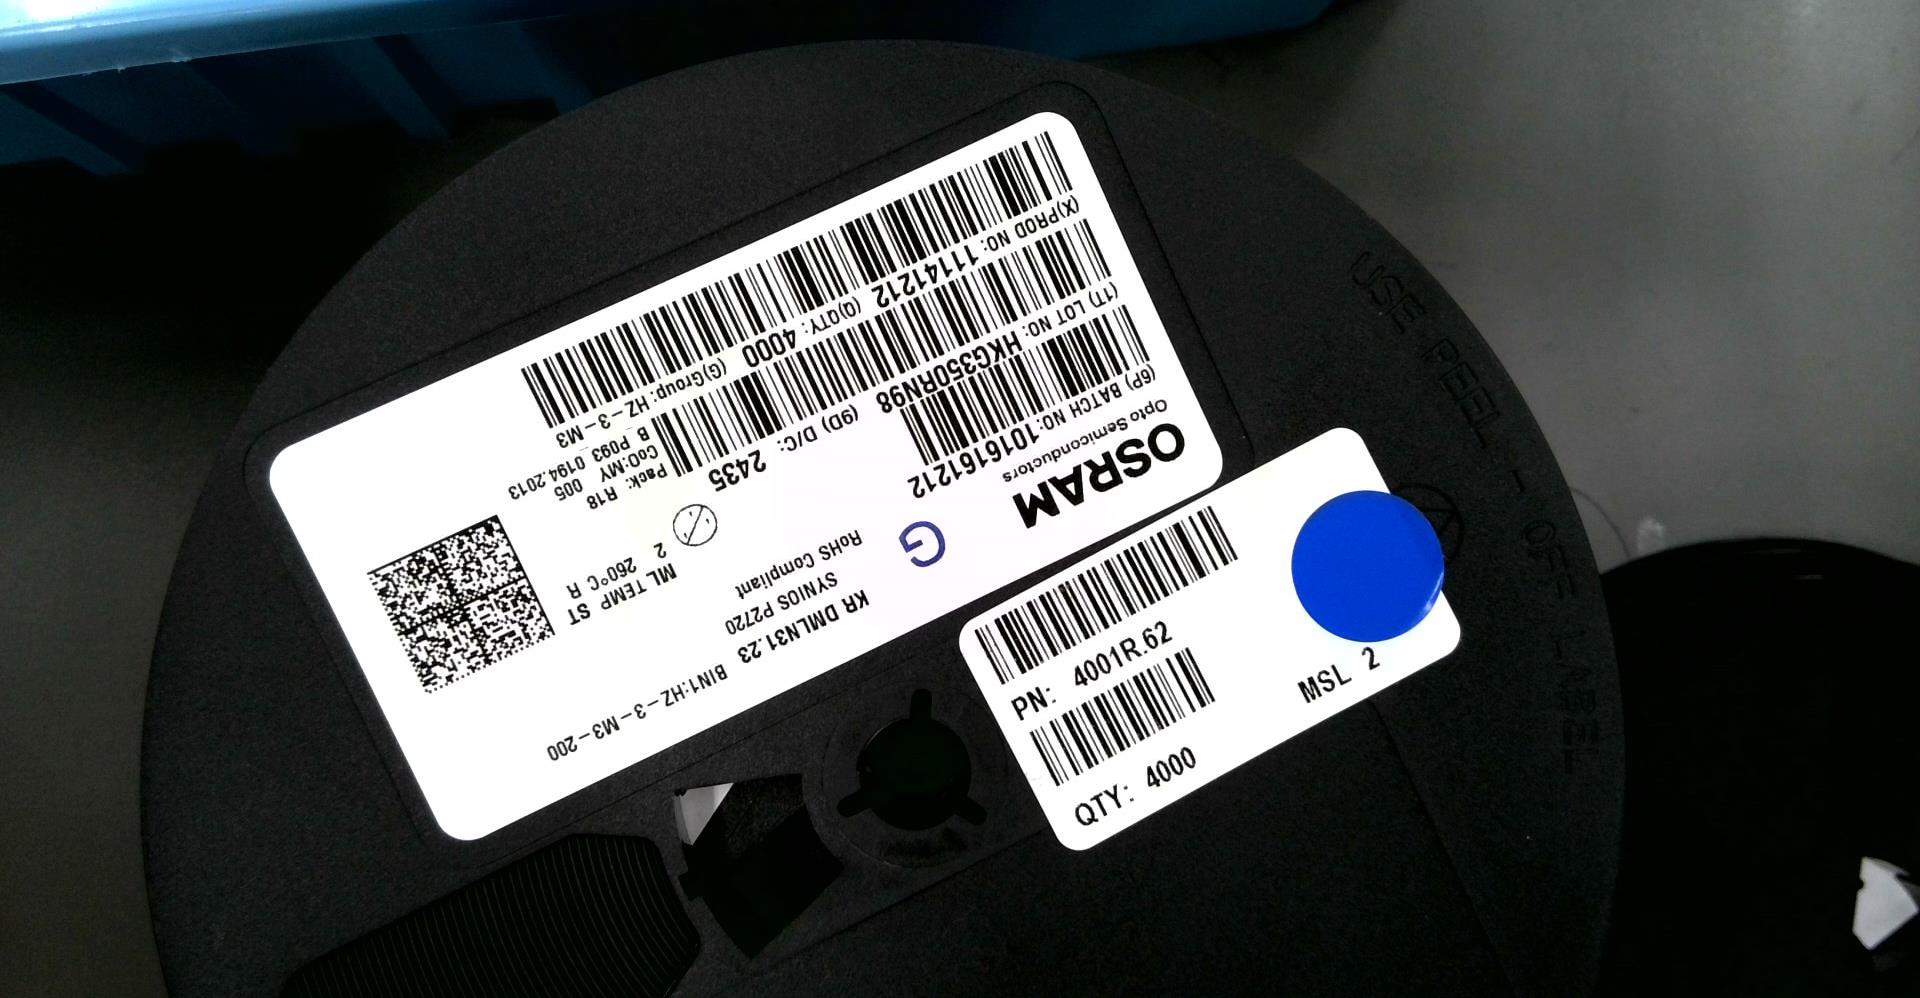 OSRAM
Opto Semiconductors
(6P) BATCH NO:10161612​12
(1T) LOT NO: HKG350RN98
(9D) D/C: 2435
(X)PROD NO: 11141212
(Q)QTY: 4000
(G)Group: HZ-3-M3
G
RoHS Compliant
SYNIOS P2720
KR DMLN31.23
BIN1:HZ-3-M3-200
ML TEMP ST
2 260°C R
Pack: R18
CoO:MY 005
B P093 0194.2013
PN: 4001R.62
QTY: 4000
MSL 2
USE PEEL-OFF LABEL